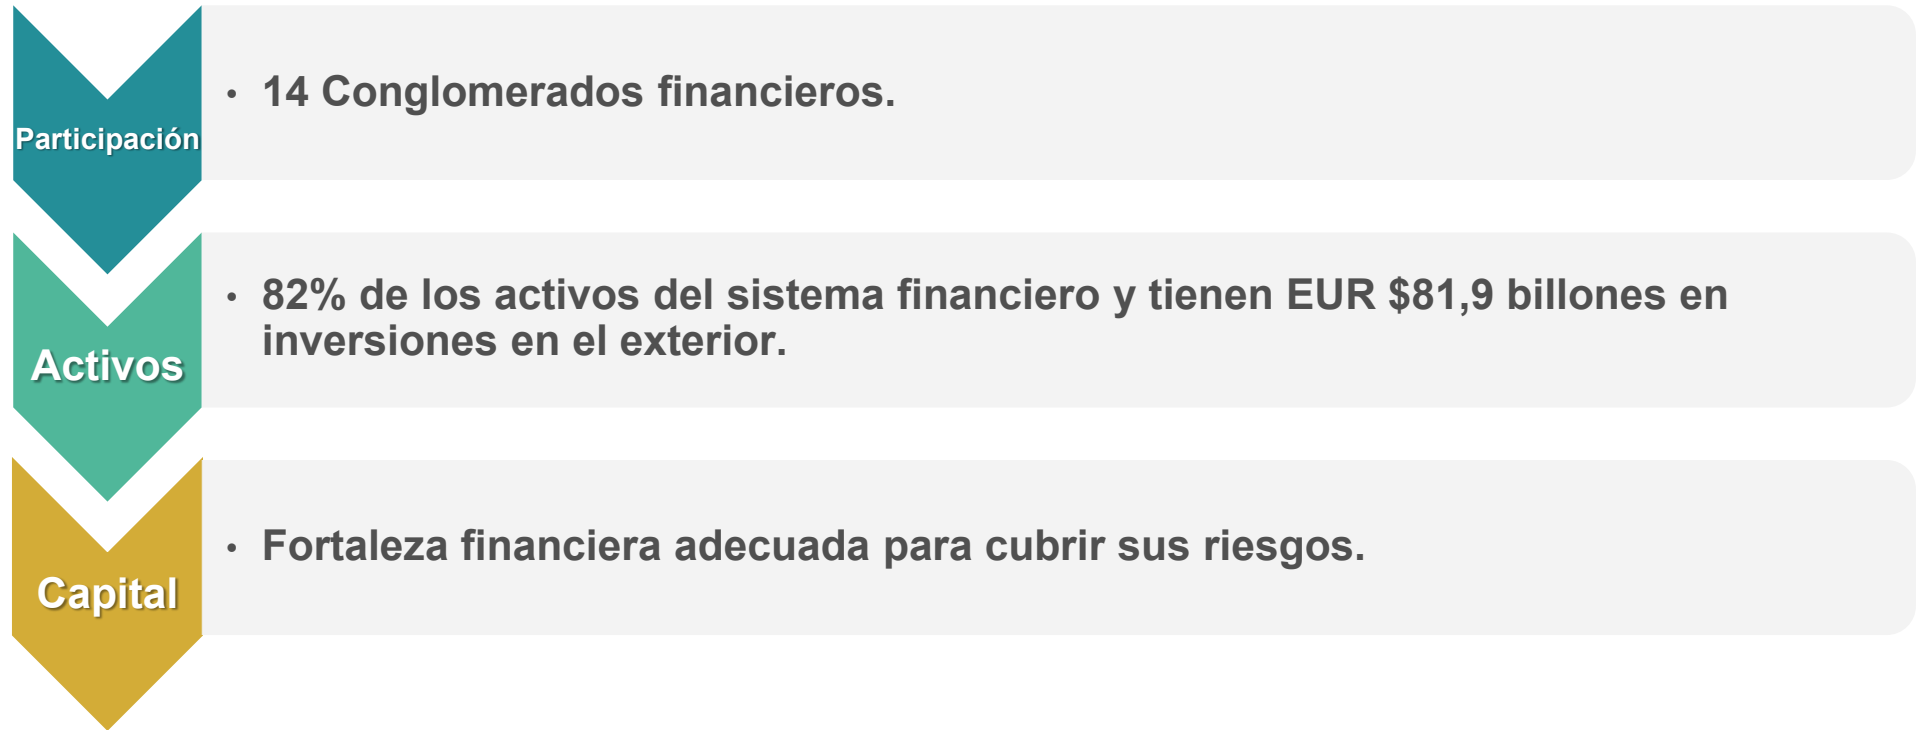 Participación
• 14 Conglomerados financieros.
Activos
• 82% de los activos del sistema financiero y tienen EUR $81,9 billones en
inversiones en el exterior.
Capital
• Fortaleza financiera adecuada para cubrir sus riesgos.